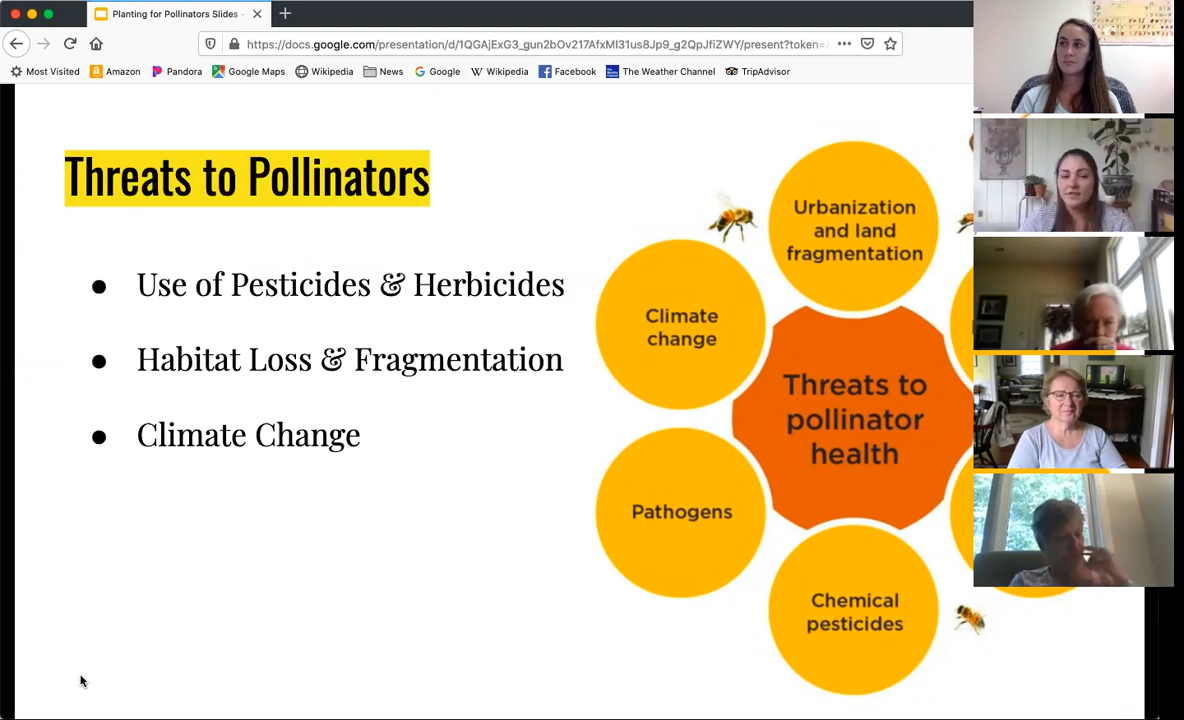 Planting for Pollinators Slides -
https://docs.google.com/presentation/d/1QGAjExG3_gun2bOv217AfxMl31us8Jp9_g2QpJfiZWY/present?token=
Most Visited Amazon Pandora Google Maps Wikipedia News Google Wikipedia Facebook The Weather Channel TripAdvisor
Threats to Pollinators
Use of Pesticides & Herbicides
Habitat Loss & Fragmentation
Climate Change
Urbanization
and land
fragmentation
Climate
change
Threats to
pollinator
health
Pathogens
Chemical
pesticides